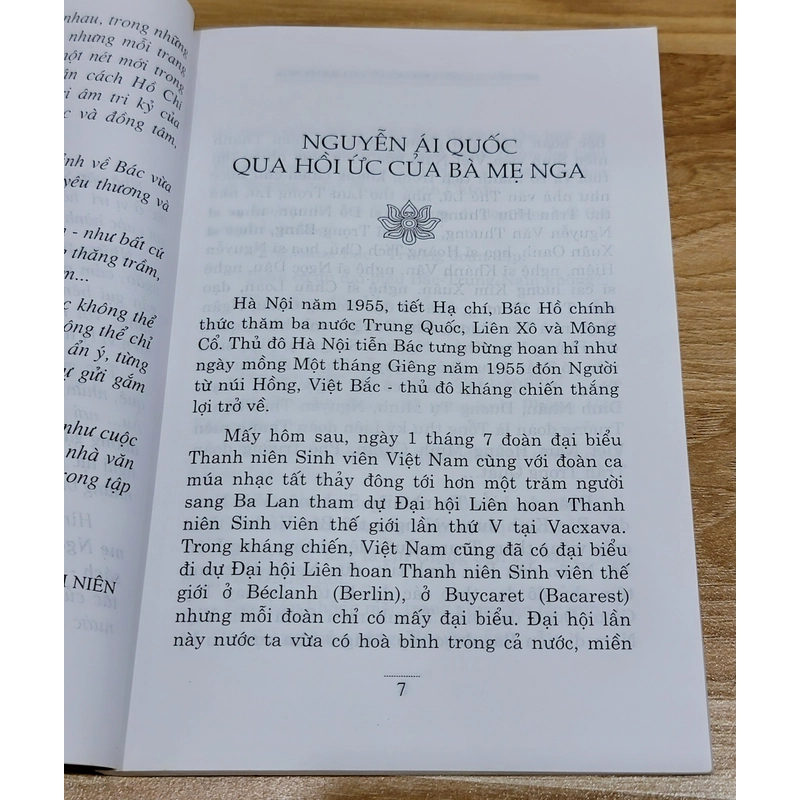 nhau, trong những
nhưng mỗi trang
một nét mới trong
cách Hồ Chí
âm tri kỷ của
và đồng tâm,
về Bác vừa
yêu thương và
- như bất cứ
thăng trầm,
không thể
không thể chỉ
ẩn ý, từng
gửi gắm
như cuộc
nhà văn
trong tập
NIÊN
NGUYỄN ÁI QUỐC
QUA HỒI ỨC CỦA BÀ MẸ NGA
Hà Nội năm 1955, tiết Hạ chí, Bác Hồ chính
thức thăm ba nước Trung Quốc, Liên Xô và Mông
Cổ. Thủ đô Hà Nội tiễn Bác tưng bừng hoan hỉ như
ngày mồng Một tháng Giêng năm 1955 đón Người
từ núi Hồng, Việt Bắc - thủ đô kháng chiến thắng
lợi trở về.
Mấy hôm sau, ngày 1 tháng 7 đoàn đại biểu
Thanh niên Sinh viên Việt Nam cùng với đoàn ca
múa nhạc tất thảy đông tới hơn một trăm người
sang Ba Lan tham dự Đại hội Liên hoan Thanh
niên Sinh viên thế giới lần thứ V tại Vacxava.
Trong kháng chiến, Việt Nam cũng đã có đại biểu
đi dự Đại hội Liên hoan Thanh niên Sinh viên thế
giới ở Béclanh (Berlin), ở Buycaret (Bacarest)
nhưng mỗi đoàn chỉ có mấy đại biểu. Đại hội lần
này nước ta vừa có hoà bình trong cả nước, miền
7